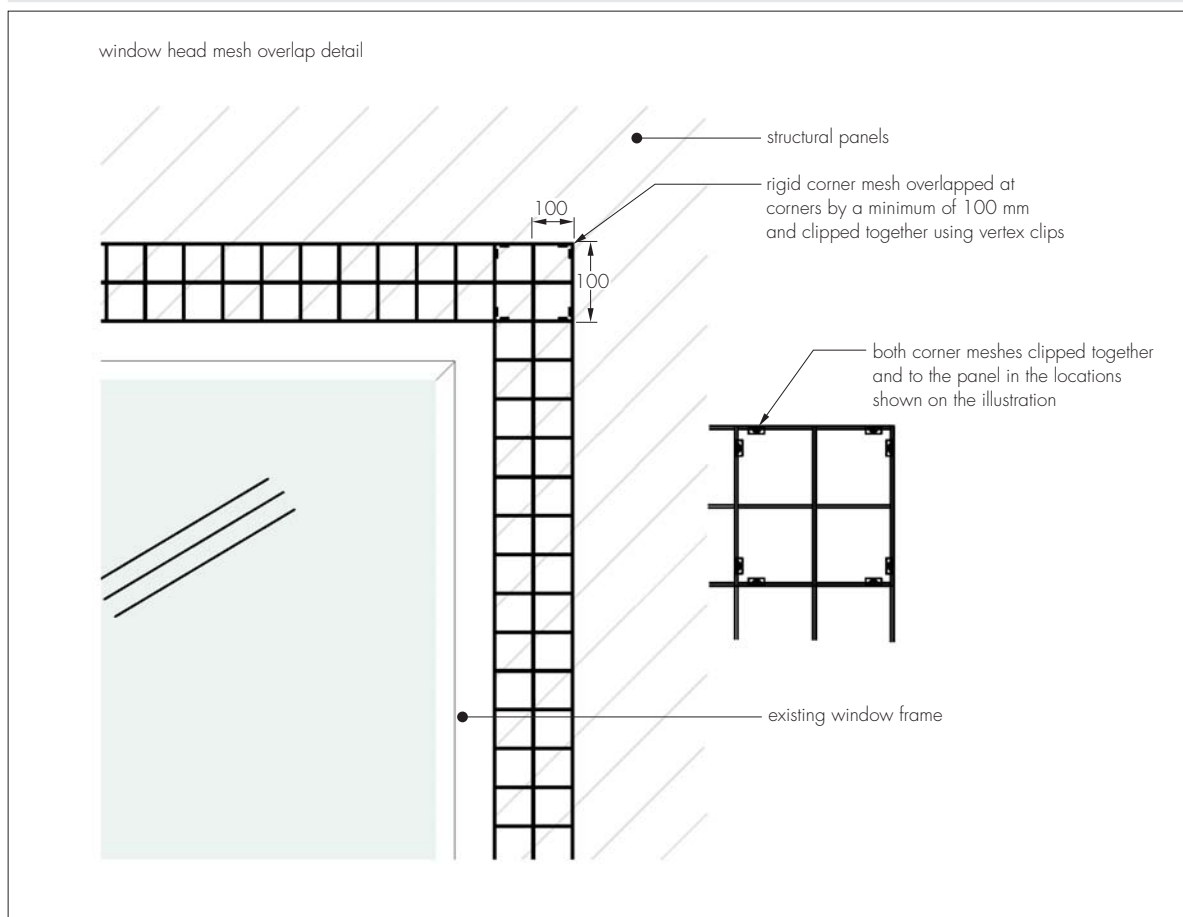 window head mesh overlap detail
structural panels
rigid corner mesh overlapped at
corners by a minimum of 100 mm
and clipped together using vertex clips
100
100
both corner meshes clipped together
and to the panel in the locations
shown on the illustration
existing window frame